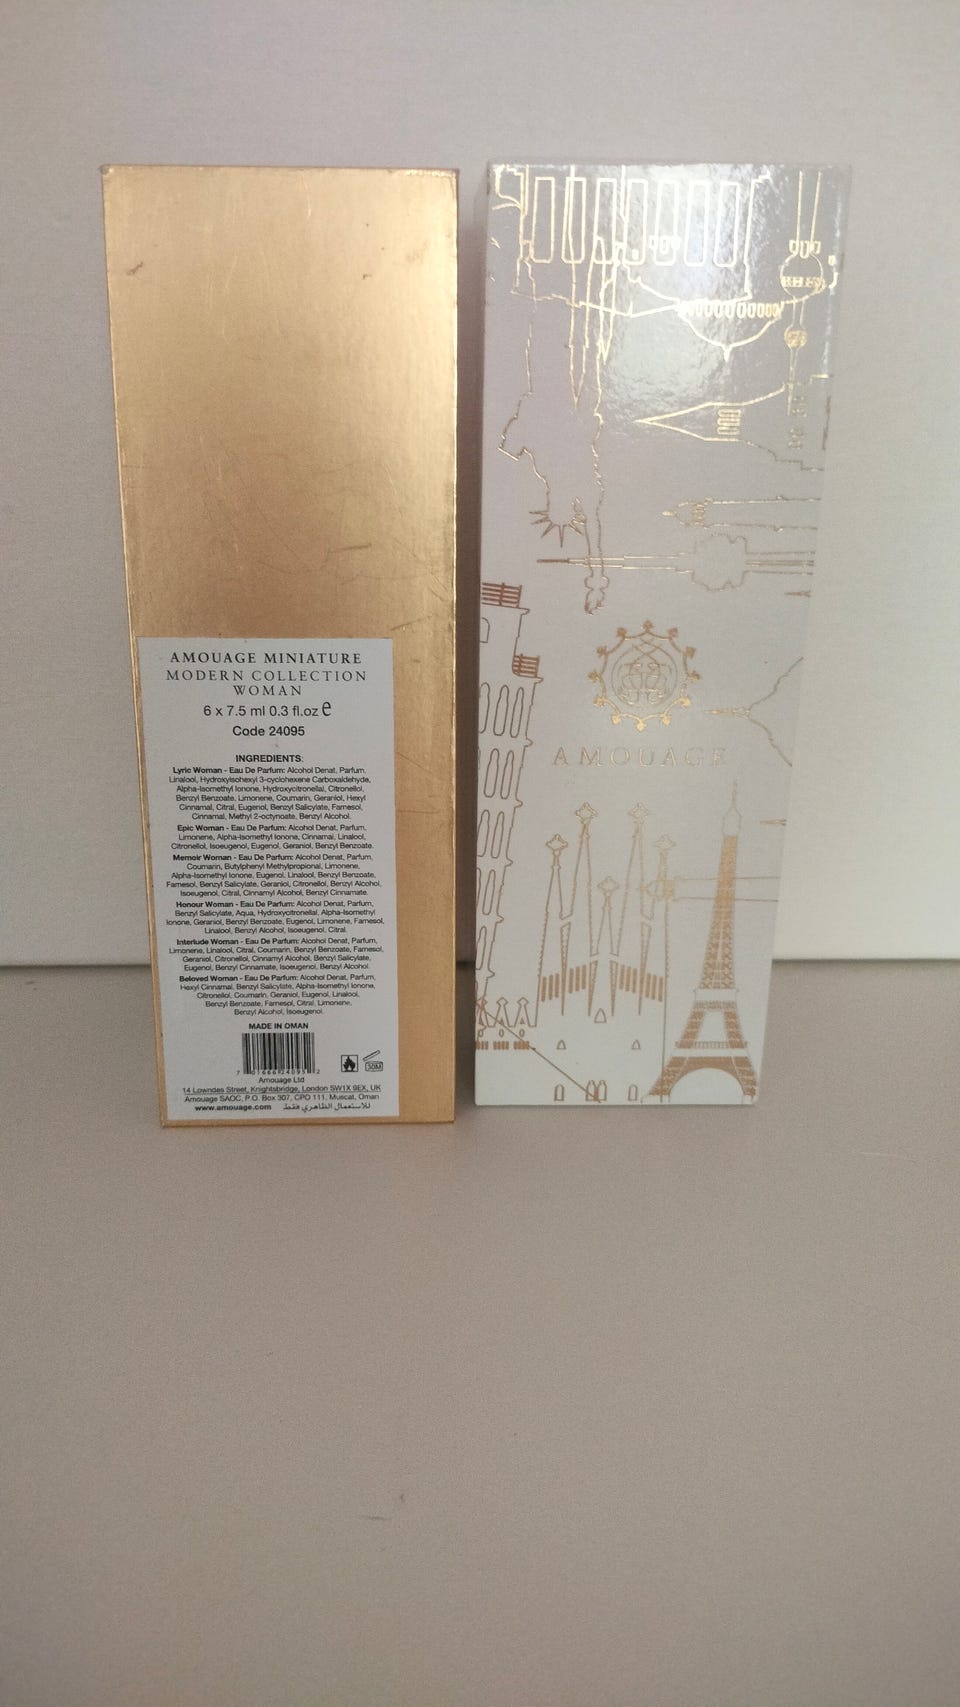 AMOUAGE MINIATURE
MODERN COLLECTION
WOMAN
6 x 7.5 ml 0.3 fl.oz e
Code 24095
INGREDIENTS:
Lyric Woman - Eau De Parfum: Alcohol Denat, Parfum,
Linalool, Hydroxyisohexyl 3-cyclohexene Carboxaldehyde,
Alpha-Isomethyl Ionone, Hydroxycitronellal, Citronellol,
Benzyl Benzoate, Limonene, Coumarin, Geraniol, Hexyl
Cinnamal, Citral, Eugenol, Benzyl Salicylate, Farnesol,
Cinnamal, Methyl 2-octynoate, Benzyl Alcohol.
Epic Woman - Eau De Parfum: Alcohol Denat, Parfum,
Limonene, Alpha-Isomethyl Ionone, Cinnamal, Linalool,
Citronellol, Isoeugenol, Eugenol, Geraniol, Benzyl Benzoate.
Memoir Woman - Eau De Parfum: Alcohol Denat, Parfum,
Coumarin, Butylphenyl Methylpropional, Limonene,
Alpha-Isomethyl Ionone, Eugenol, Linalool, Benzyl Benzoate,
Farnesol, Benzyl Salicylate, Geraniol, Citronellol, Benzyl Alcohol,
Isoeugenol, Citral, Cinnamyl Alcohol, Benzyl Cinnamate.
Honour Woman - Eau De Parfum: Alcohol Denat, Parfum,
Benzyl Salicylate, Aqua, Hydroxycitronellal, Alpha-Isomethyl
Ionone, Geraniol, Benzyl Benzoate, Eugenol, Limonene, Farnesol,
Linalool, Benzyl Alcohol, Isoeugenol, Citral.
Interlude Woman - Eau De Parfum: Alcohol Denat, Parfum,
Limonene, Linalool, Citral, Coumarin, Benzyl Benzoate, Farnesol,
Geraniol, Citronellol, Cinnamyl Alcohol, Benzyl Salicylate,
Eugenol, Benzyl Cinnamate, Isoeugenol, Benzyl Alcohol.
Beloved Woman - Eau De Parfum: Alcohol Denat, Parfum,
Hexyl Cinnamal, Benzyl Salicylate, Alpha-Isomethyl Ionone,
Citronellol, Coumarin, Geraniol, Eugenol, Linalool,
Benzyl Benzoate, Farnesol, Citral, Limonene,
Benzyl Alcohol, Isoeugenol.
MADE IN OMAN
7 01666 24095 2
30M
Amouage Ltd
14 Lowndes Street, Knightsbridge, London SW1X 9EX, UK
Amouage SAOC, P.O. Box 307, CPO 111, Muscat, Oman
www.amouage.com للاستعمال الظاهري فقط
AMOUAGE